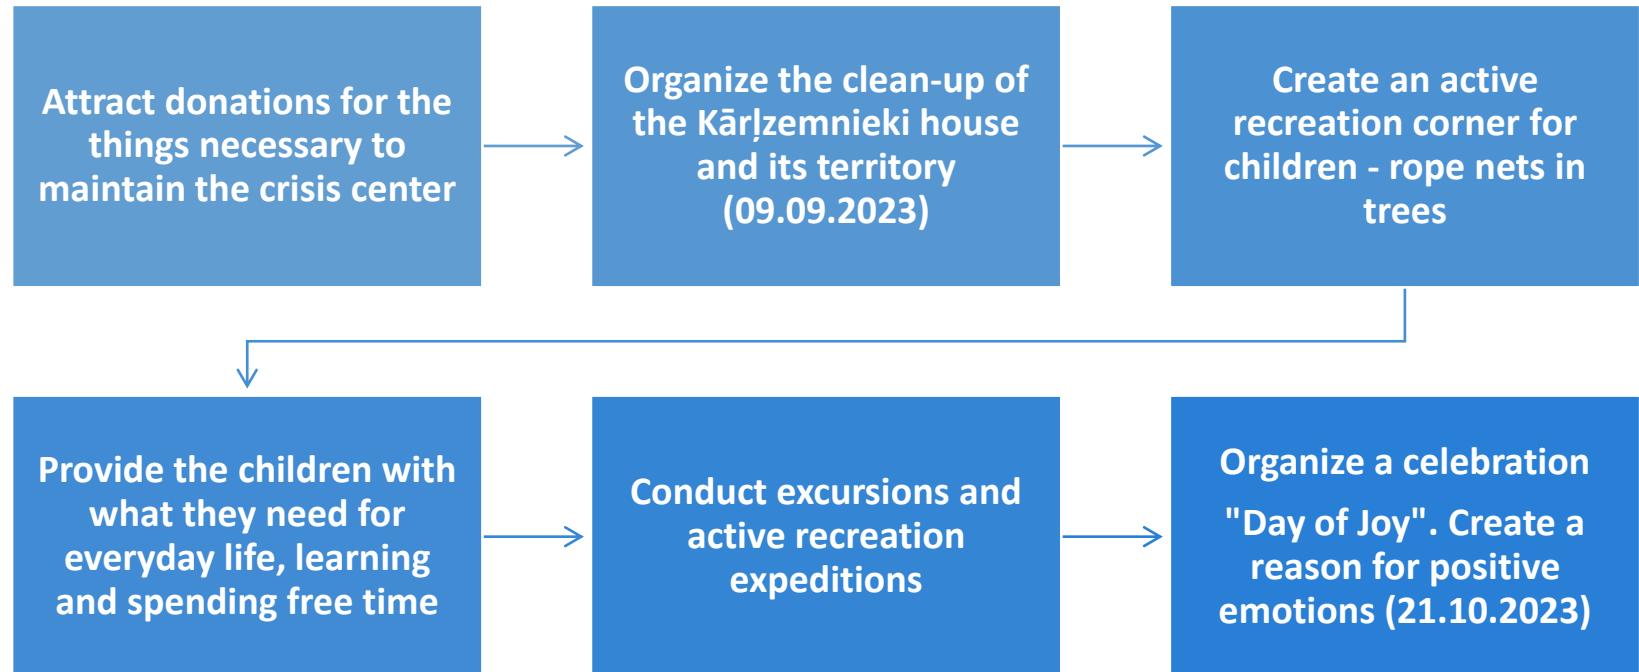 Attract donations for the
things necessary to
maintain the crisis center
Organize the clean-up of
the Kārļzemnieki house
and its territory
(09.09.2023)
Create an active
recreation corner for
children - rope nets in
trees
Provide the children with
what they need for
everyday life, learning
and spending free time
Conduct excursions and
active recreation
expeditions
Organize a celebration
"Day of Joy". Create a
reason for positive
emotions (21.10.2023)